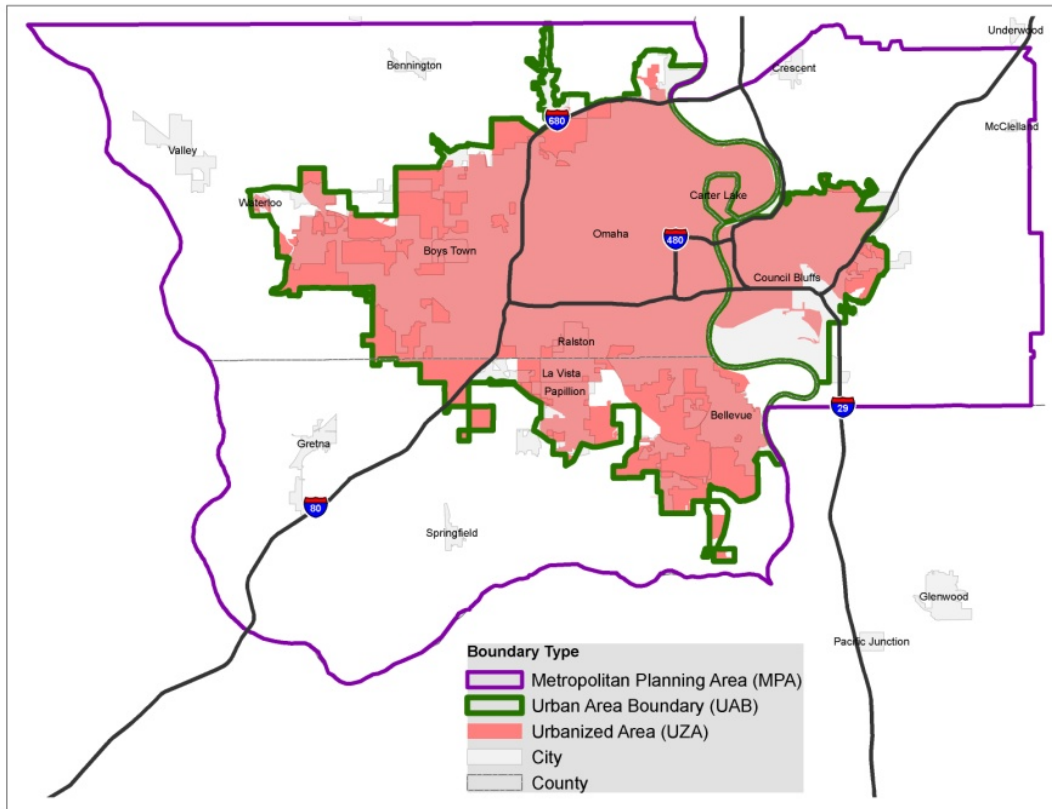 Underwood
Bennington
Crescent
680
McClelland
Valley
Carter Lake
Waterloo
Omaha
480
Boys Town
Council Bluffs
Ralston
La Vista
Papillion
Bellevue
29
Gretna
80
Springfield
Glenwood
Pacific Junction
Boundary Type
Metropolitan Planning Area (MPA)
Urban Area Boundary (UAB)
Urbanized Area (UZA)
City
County